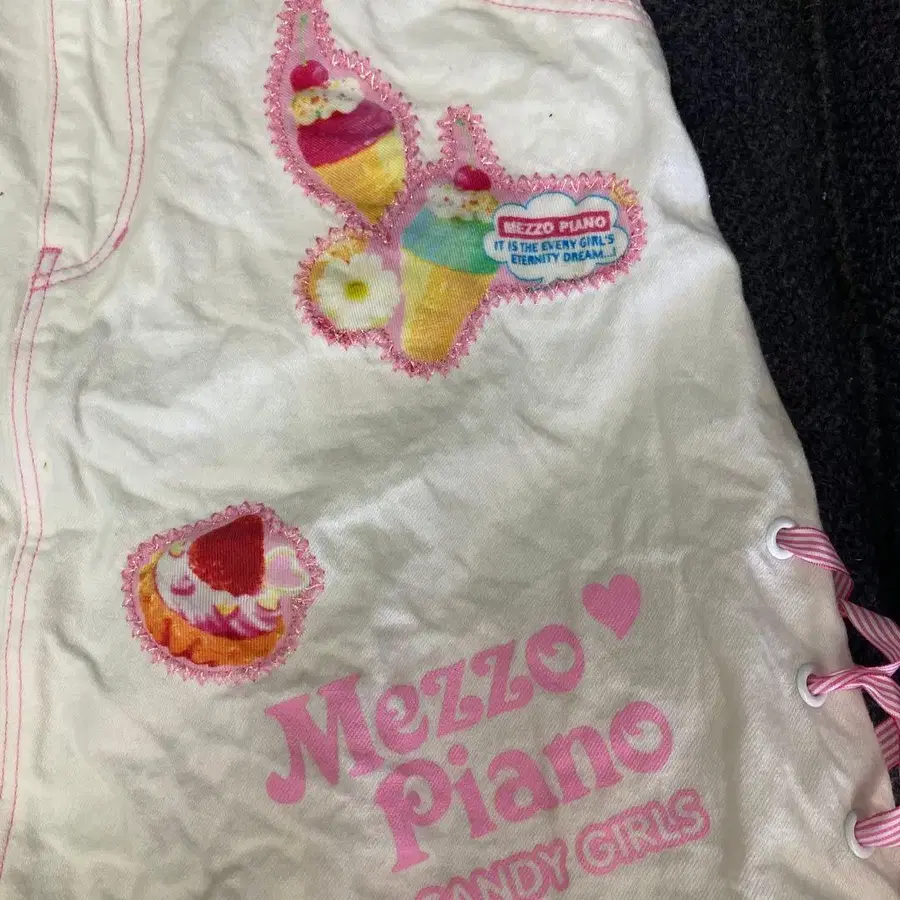 MEZZO PIANO
IT IS THE EVERY GIRL'S
ETERNITY DREAM...!
Mezzo
Piano
CANDY GIRLS